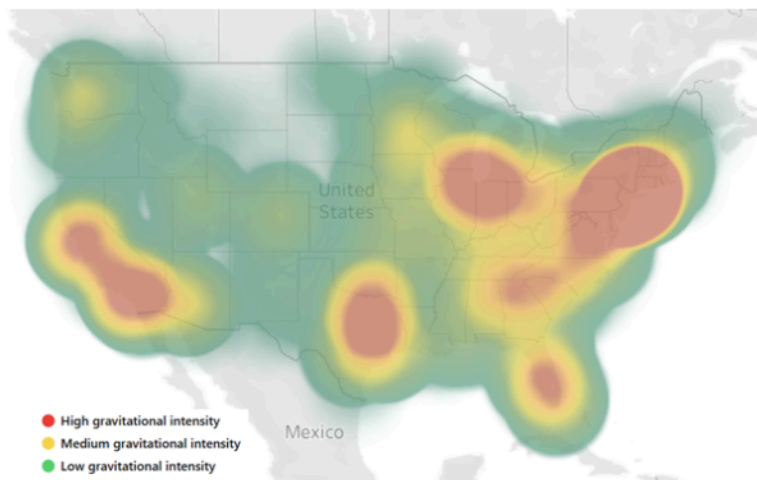 United
States
Mexico
High gravitational intensity
Medium gravitational intensity
Low gravitational intensity